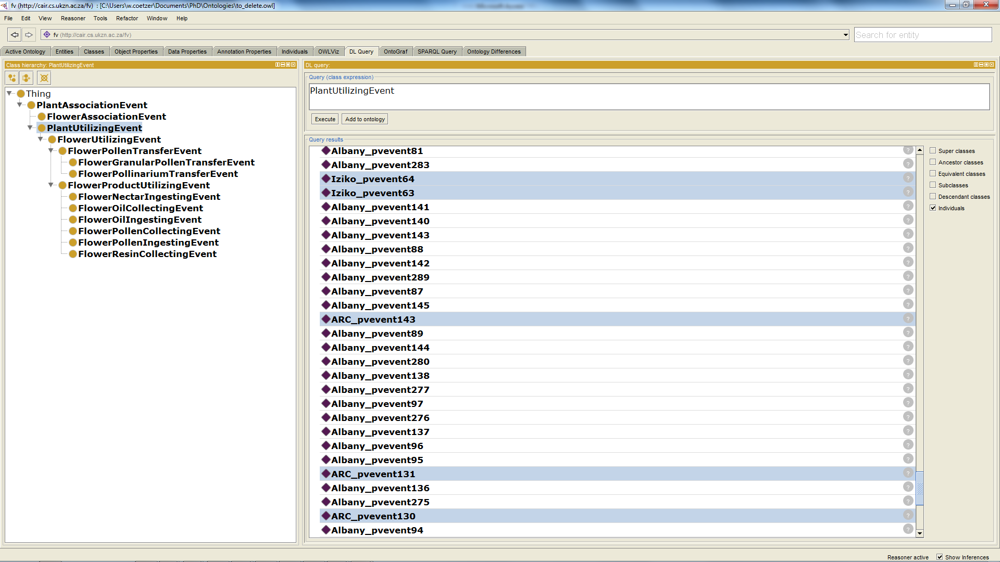 fv (http://cair.cs.ukzn.ac.za/fv) : [C:\Users\w.coetzer\Documents\PhD\Ontologies\to_delete.owl]
File Edit View Reasoner Tools Refactor Window Help
fv (http://cair.cs.ukzn.ac.za/fv)
Search for entity
Active Ontology Entities Classes Object Properties Data Properties Annotation Properties Individuals OWLViz DL Query OntoGraf SPARQL Query Ontology Differences
Class hierarchy: PlantUtilizingEvent
Thing
PlantAssociationEvent
FlowerAssociationEvent
PlantUtilizingEvent
FlowerUtilizingEvent
FlowerPollenTransferEvent
FlowerGranularPollenTransferEvent
FlowerPollinariumTransferEvent
FlowerProductUtilizingEvent
FlowerNectarIngestingEvent
FlowerOilCollectingEvent
FlowerOilIngestingEvent
FlowerPollenCollectingEvent
FlowerPollenIngestingEvent
FlowerResinCollectingEvent
DL query:
Query (class expression)
PlantUtilizingEvent
Execute Add to ontology
Query results
Albany_pvevent81
Albany_pvevent283
Iziko_pvevent64
Iziko_pvevent63
Albany_pvevent141
Albany_pvevent140
Albany_pvevent143
Albany_pvevent88
Albany_pvevent142
Albany_pvevent289
Albany_pvevent87
Albany_pvevent145
ARC_pvevent143
Albany_pvevent89
Albany_pvevent144
Albany_pvevent280
Albany_pvevent138
Albany_pvevent277
Albany_pvevent97
Albany_pvevent276
Albany_pvevent137
Albany_pvevent96
Albany_pvevent95
ARC_pvevent131
Albany_pvevent136
Albany_pvevent275
ARC_pvevent130
Albany_pvevent94
Super classes
Ancestor classes
Equivalent classes
Subclasses
Descendant classes
Individuals
Reasoner active Show Inferences